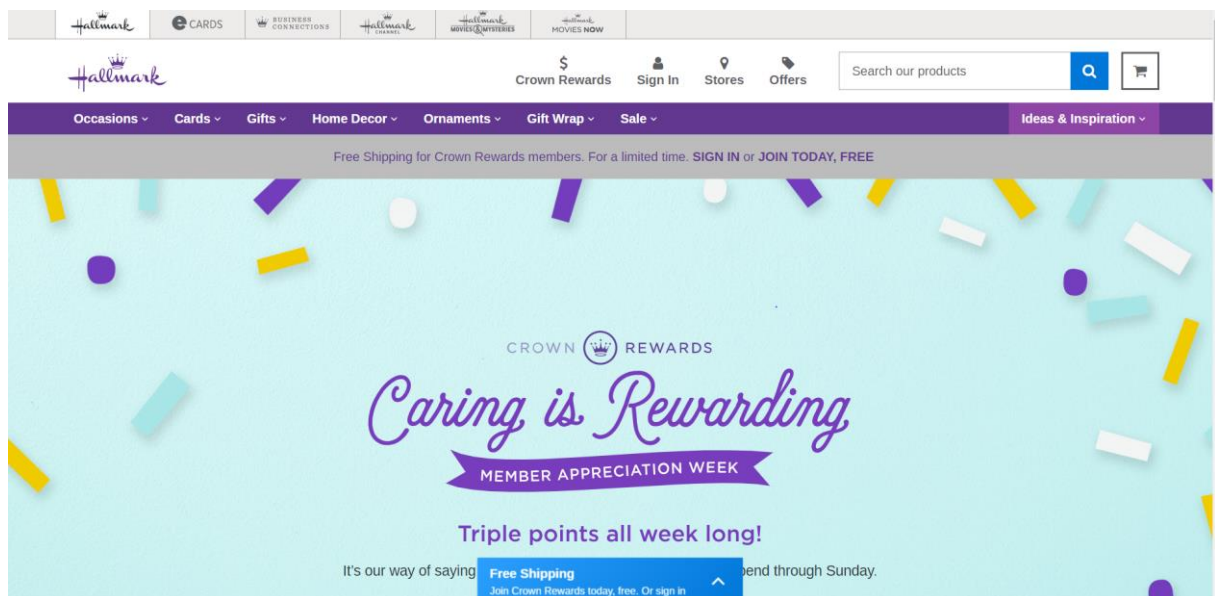 Hallmark
e CARDS
BUSINESS
CONNECTIONS
Hallmark
CHANNEL
Hallmark
MOVIES & MYSTERIES
Hallmark
MOVIES NOW
Hallmark
$
Crown Rewards
Sign In
Stores
Offers
Search our products
Occasions
Cards
Gifts
Home Decor
Ornaments
Gift Wrap
Sale
Ideas & Inspiration
Free Shipping for Crown Rewards members. For a limited time. SIGN IN or JOIN TODAY, FREE
CROWN REWARDS
Caring is Rewarding
MEMBER APPRECIATION WEEK
Triple points all week long!
It's our way of saying
through Sunday.
Free Shipping
Join Crown Rewards today, free. Or sign in